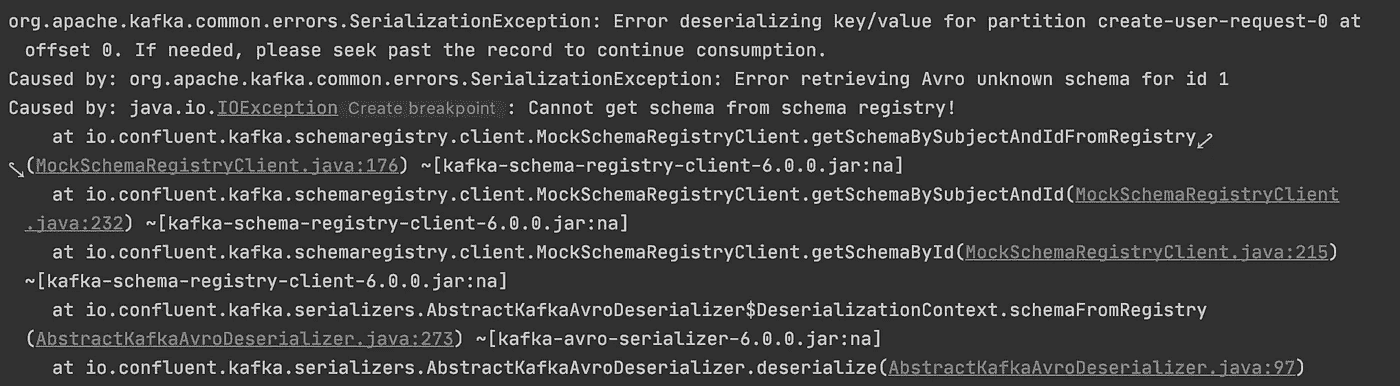 org.apache.kafka.common.errors.SerializationException: Error deserializing key/value for partition create-user-request-0 at
offset 0. If needed, please seek past the record to continue consumption.
Caused by: org.apache.kafka.common.errors.SerializationException: Error retrieving Avro unknown schema for id 1
Caused by: java.io.IOException Create breakpoint : Cannot get schema from schema registry!
at io.confluent.kafka.schemaregistry.client.MockSchemaRegistryClient.getSchemaBySubjectAndIdFromRegistry
(MockSchemaRegistryClient.java:176) ~[kafka-schema-registry-client-6.0.0.jar:na]
at io.confluent.kafka.schemaregistry.client.MockSchemaRegistryClient.getSchemaBySubjectAndId(MockSchemaRegistryClient
.java:232) ~[kafka-schema-registry-client-6.0.0.jar:na]
at io.confluent.kafka.schemaregistry.client.MockSchemaRegistryClient.getSchemaById(MockSchemaRegistryClient.java:215)
~[kafka-schema-registry-client-6.0.0.jar:na]
at io.confluent.kafka.serializers.AbstractKafkaAvroDeserializer$DeserializationContext.schemaFromRegistry
(AbstractKafkaAvroDeserializer.java:273) ~[kafka-avro-serializer-6.0.0.jar:na]
at io.confluent.kafka.serializers.AbstractKafkaAvroDeserializer.deserialize(AbstractKafkaAvroDeserializer.java:97)